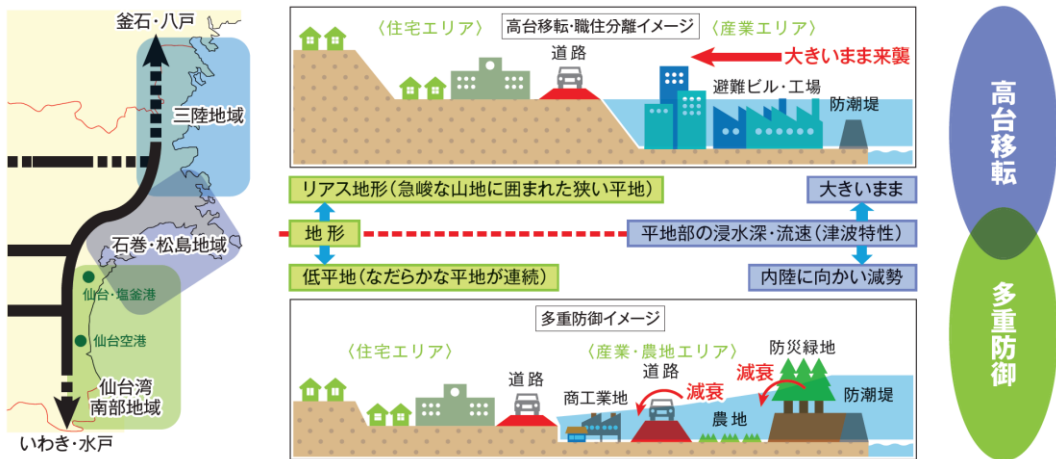 釜石・八戸
三陸地域
石巻・松島地域
仙台・塩釜港
仙台空港
仙台湾
南部地域
いわき・水戸
〈住宅エリア〉
高台移転・職住分離イメージ
〈産業エリア〉
道路
大きいまま来襲
避難ビル・工場
防潮堤
リアス地形(急峻な山地に囲まれた狭い平地)
大きいまま
地形
平地部の浸水深・流速(津波特性)
低平地(なだらかな平地が連続)
内陸に向かい減勢
多重防御イメージ
〈住宅エリア〉
〈産業・農地エリア〉
防災緑地
道路
道路
減衰
減衰
商工業地
農地
防潮堤
高台移転
多重防御